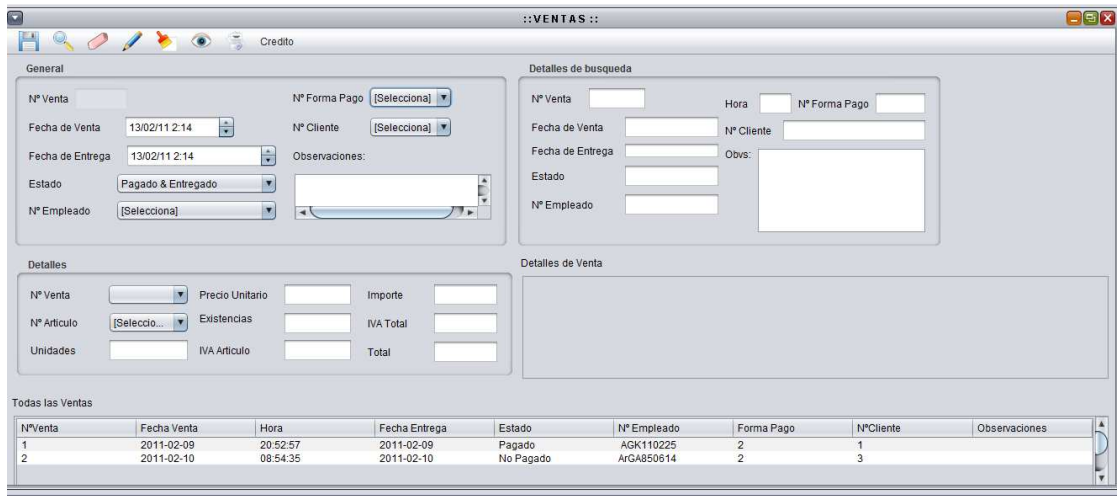 ::VENTAS::
Credito
General
Nº Venta
Nº Forma Pago [Selecciona]
Fecha de Venta 13/02/11 2:14
Nº Cliente [Selecciona]
Fecha de Entrega 13/02/11 2:14
Observaciones:
Estado Pagado & Entregado
Nº Empleado [Selecciona]
Detalles de busqueda
Nº Venta
Hora
Nº Forma Pago
Fecha de Venta
Nº Cliente
Fecha de Entrega
Obvs:
Estado
Nº Empleado
Detalles
Nº Venta
Precio Unitario
Importe
Nº Articulo [Seleccio...
Existencias
IVA Total
Unidades
IVA Articulo
Total
Detalles de Venta
Todas las Ventas
NºVenta Fecha Venta Hora Fecha Entrega Estado Nº Empleado Forma Pago NºCliente Observaciones
1 2011-02-09 20:52:57 2011-02-09 Pagado AGK110225 2 1
2 2011-02-10 08:54:35 2011-02-10 No Pagado ArGA850614 2 3